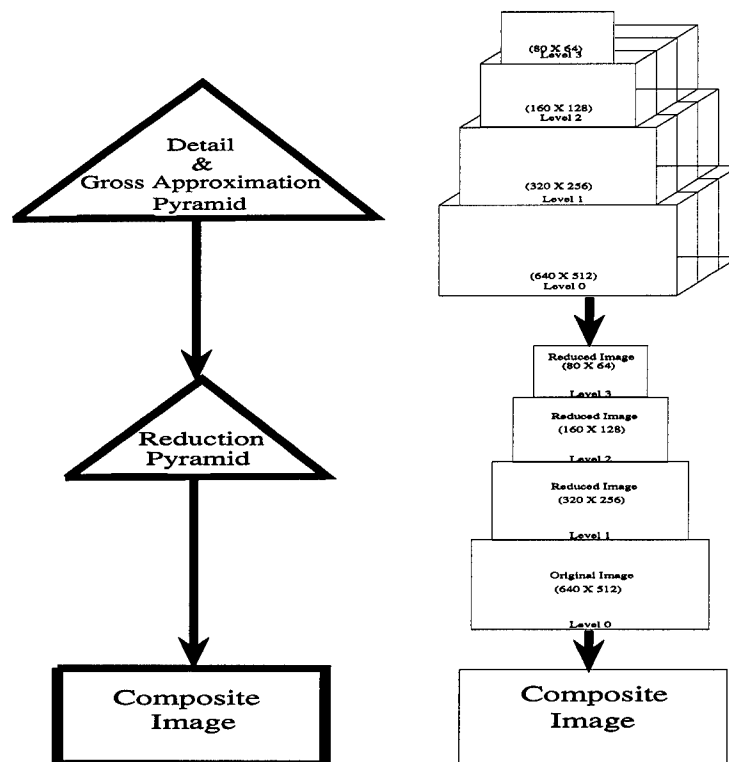 Detail
&
Gross Approximation
Pyramid
Reduction
Pyramid
Composite
Image
(80 X 64)
Level 3
(160 X 128)
Level 2
(320 X 256)
Level 1
(640 X 512)
Level 0
Reduced Image
(80 X 64)
Level 3
Reduced Image
(160 X 128)
Level 2
Reduced Image
(320 X 256)
Level 1
Original Image
(640 X 512)
Level 0
Composite
Image